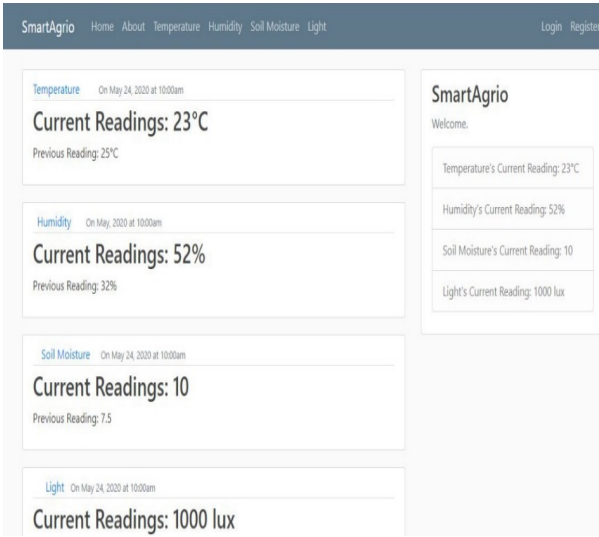 SmartAgrio Home About Temperature Humidity Soil Moisture Light Login Register
Temperature On May 24, 2020 at 10:00am
Current Readings: 23°C
Previous Reading: 25°C
Humidity On May, 2020 at 10:00am
Current Readings: 52%
Previous Reading: 32%
Soil Moisture On May 24, 2020 at 10:00am
Current Readings: 10
Previous Reading: 7.5
Light On May 24, 2020 at 10:00am
Current Readings: 1000 lux
SmartAgrio
Welcome.
Temperature's Current Reading: 23°C
Humidity's Current Reading: 52%
Soil Moisture's Current Reading: 10
Light's Current Reading: 1000 lux